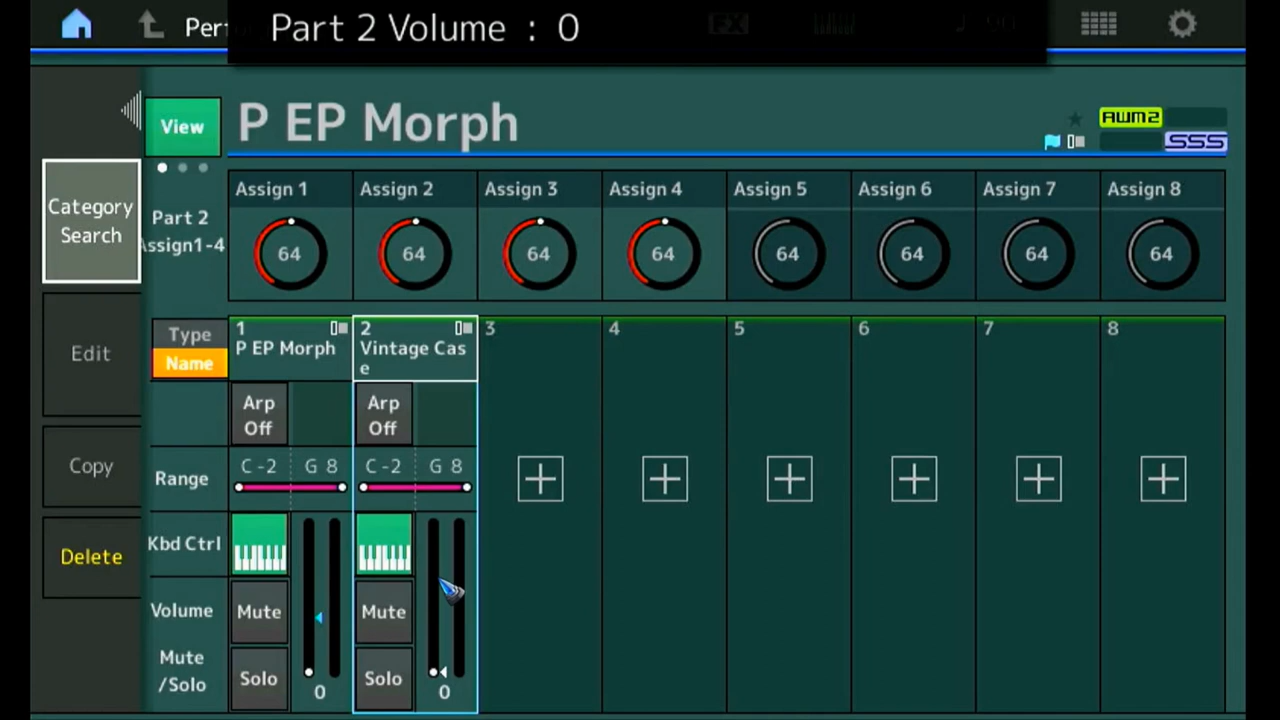 Part 2 Volume : 0
Perf
View
P EP Morph
AWM2
SSS
Category
Search
Part 2
Assign1-4
Assign 1
Assign 2
Assign 3
Assign 4
Assign 5
Assign 6
Assign 7
Assign 8
64
64
64
64
64
64
64
64
Type
Name
1
P EP Morph
2
Vintage Cas
e
3
4
5
6
7
8
Edit
Arp
Off
Arp
Off
Copy
Range
C -2
G 8
C -2
G 8
Delete
Kbd Ctrl
Volume
Mute
Mute
Mute
/Solo
Solo
0
Solo
0